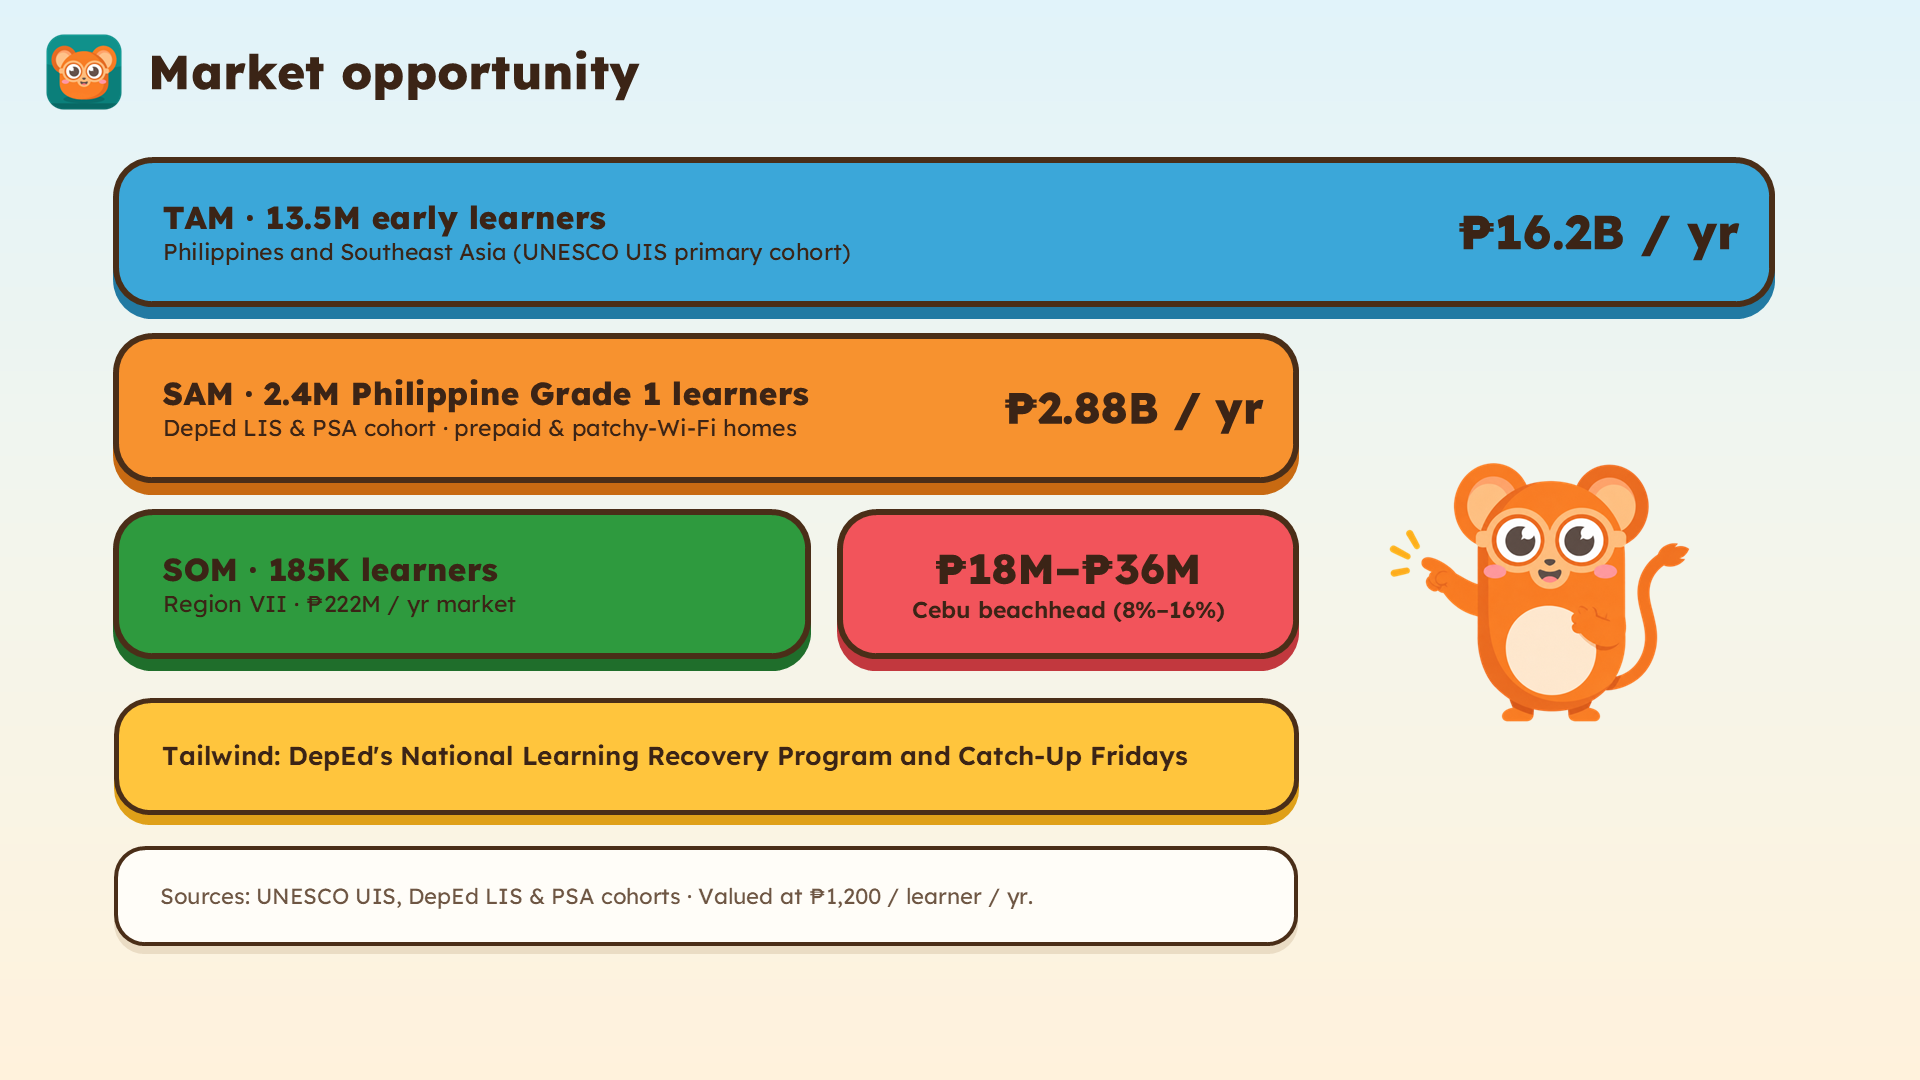 Market opportunity
TAM · 13.5M early learners
Philippines and Southeast Asia (UNESCO UIS primary cohort)
₱16.2B / yr
SAM · 2.4M Philippine Grade 1 learners
DepEd LIS & PSA cohort · prepaid & patchy-Wi-Fi homes
₱2.88B / yr
SOM · 185K learners
Region VII · ₱222M / yr market
₱18M–₱36M
Cebu beachhead (8%–16%)
Tailwind: DepEd's National Learning Recovery Program and Catch-Up Fridays
Sources: UNESCO UIS, DepEd LIS & PSA cohorts · Valued at ₱1,200 / learner / yr.